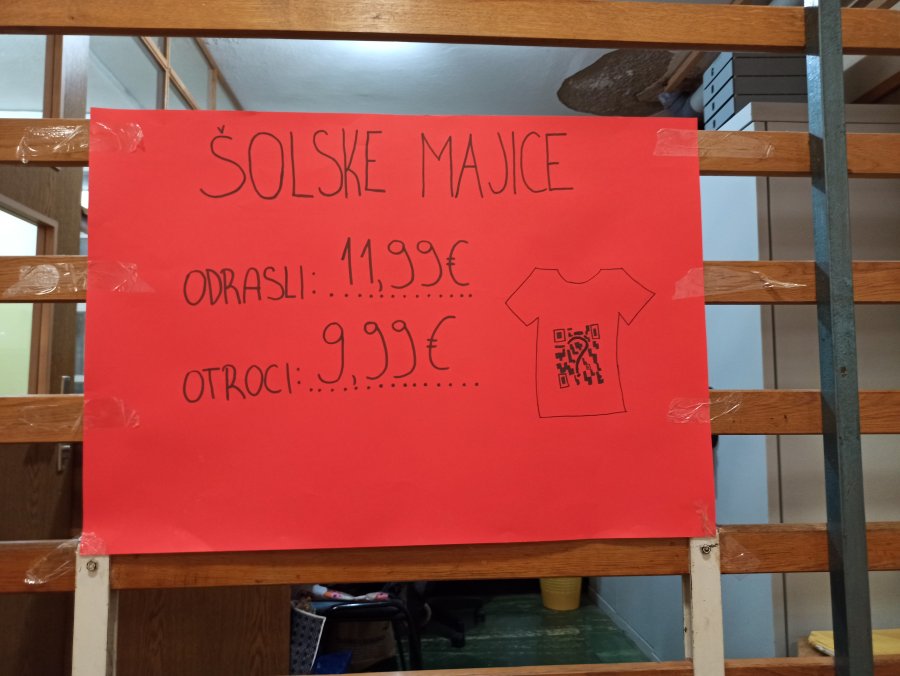 ŠOLSKE MAJICE
ODRASLI: 11,99€
OTROCI: 9,99€